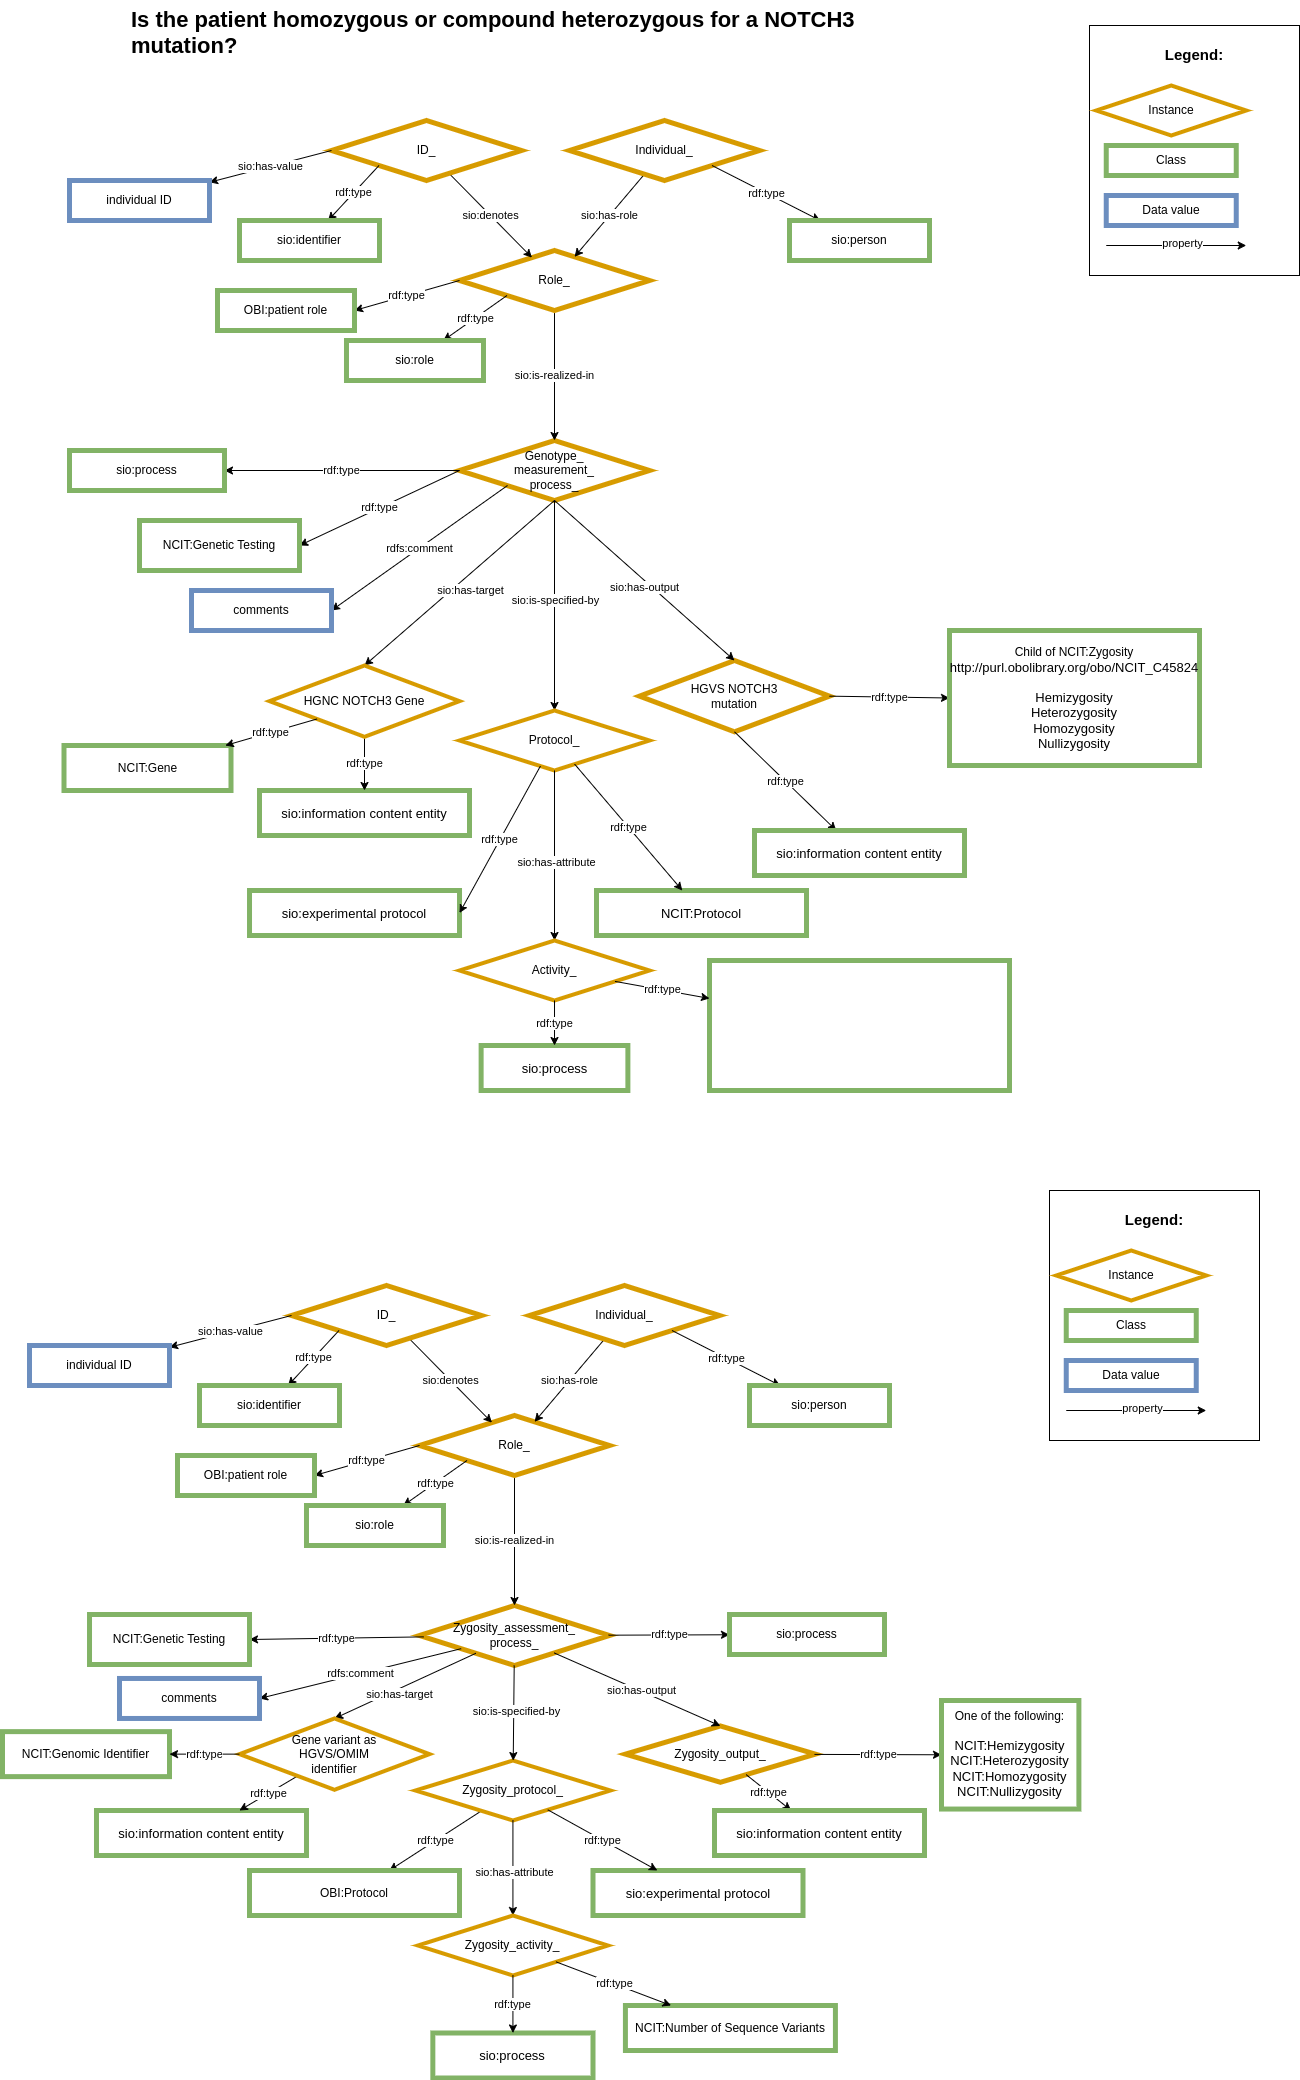 Is the patient homozygous or compound heterozygous for a NOTCH3
mutation?
Legend:
Instance
Class
Data value
property
ID_
Individual_
sio:has-value
rdf:type
sio:denotes
sio:has-role
rdf:type
individual ID
sio:identifier
sio:person
Role_
rdf:type
OBI:patient role
rdf:type
sio:role
sio:is-realized-in
Genotype_
measurement_
process_
sio:process
rdf:type
rdf:type
NCIT:Genetic Testing
rdfs:comment
comments
sio:has-target
sio:is-specified-by
sio:has-output
Child of NCIT:Zygosity
http://purl.obolibrary.org/obo/NCIT_C45824
Hemizygosity
Heterozygosity
Homozygosity
Nullizygosity
HGNC NOTCH3 Gene
HGVS NOTCH3
mutation
rdf:type
rdf:type
rdf:type
NCIT:Gene
Protocol_
rdf:type
sio:information content entity
rdf:type
rdf:type
sio:has-attribute
sio:information content entity
sio:experimental protocol
NCIT:Protocol
Activity_
rdf:type
rdf:type
sio:process
Legend:
Instance
Class
Data value
property
ID_
Individual_
sio:has-value
rdf:type
sio:denotes
sio:has-role
rdf:type
individual ID
sio:identifier
sio:person
Role_
rdf:type
OBI:patient role
rdf:type
sio:role
sio:is-realized-in
Zygosity_assessment_
process_
NCIT:Genetic Testing
rdf:type
rdf:type
sio:process
rdfs:comment
comments
sio:has-target
sio:is-specified-by
sio:has-output
One of the following:
NCIT:Hemizygosity
NCIT:Heterozygosity
NCIT:Homozygosity
NCIT:Nullizygosity
NCIT:Genomic Identifier
rdf:type
Gene variant as
HGVS/OMIM
identifier
Zygosity_output_
rdf:type
rdf:type
Zygosity_protocol_
rdf:type
sio:information content entity
sio:information content entity
rdf:type
rdf:type
sio:has-attribute
OBI:Protocol
sio:experimental protocol
Zygosity_activity_
rdf:type
rdf:type
NCIT:Number of Sequence Variants
sio:process